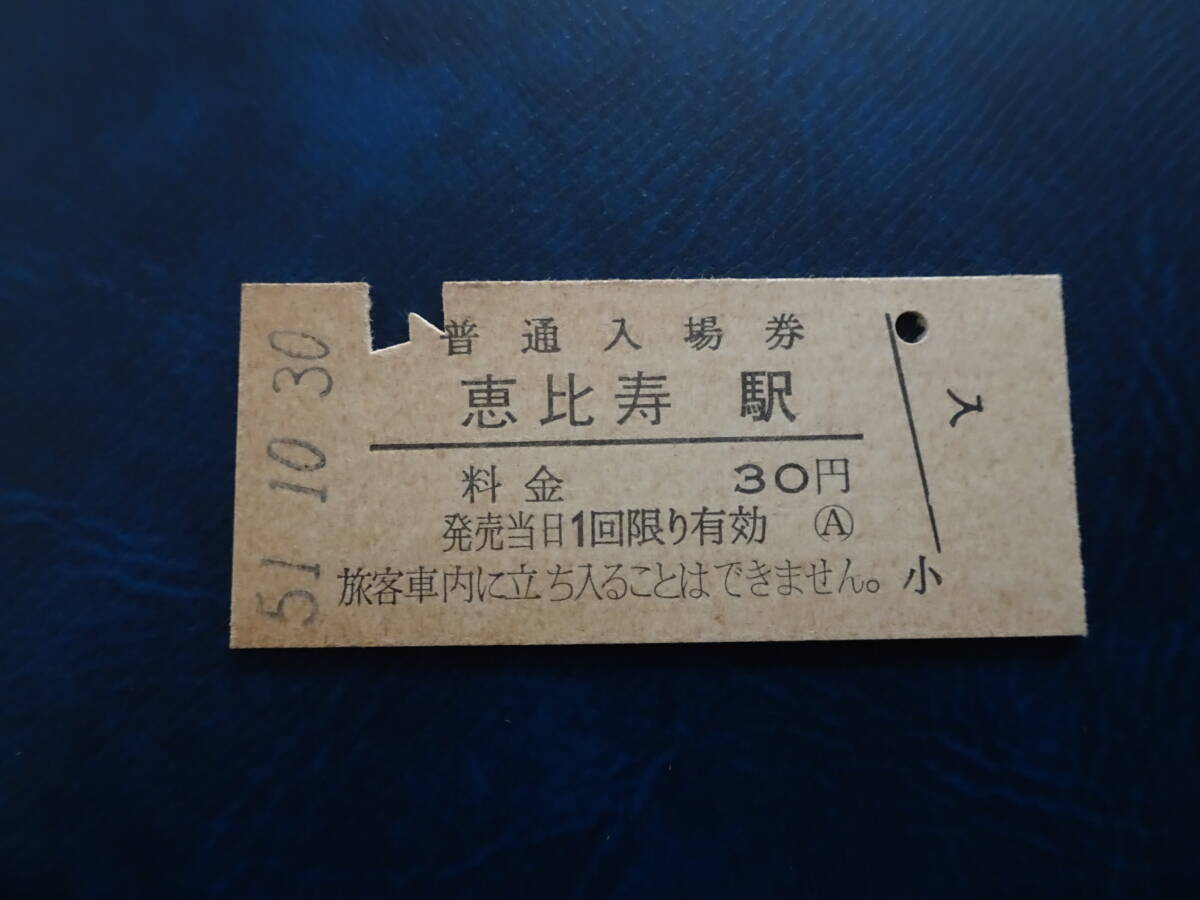 51 10 30
普通入場券
恵比寿 駅
料金 30円
発売当日1回限り有効 Ⓐ
旅客車内に立ち入ることはできません。
入
小